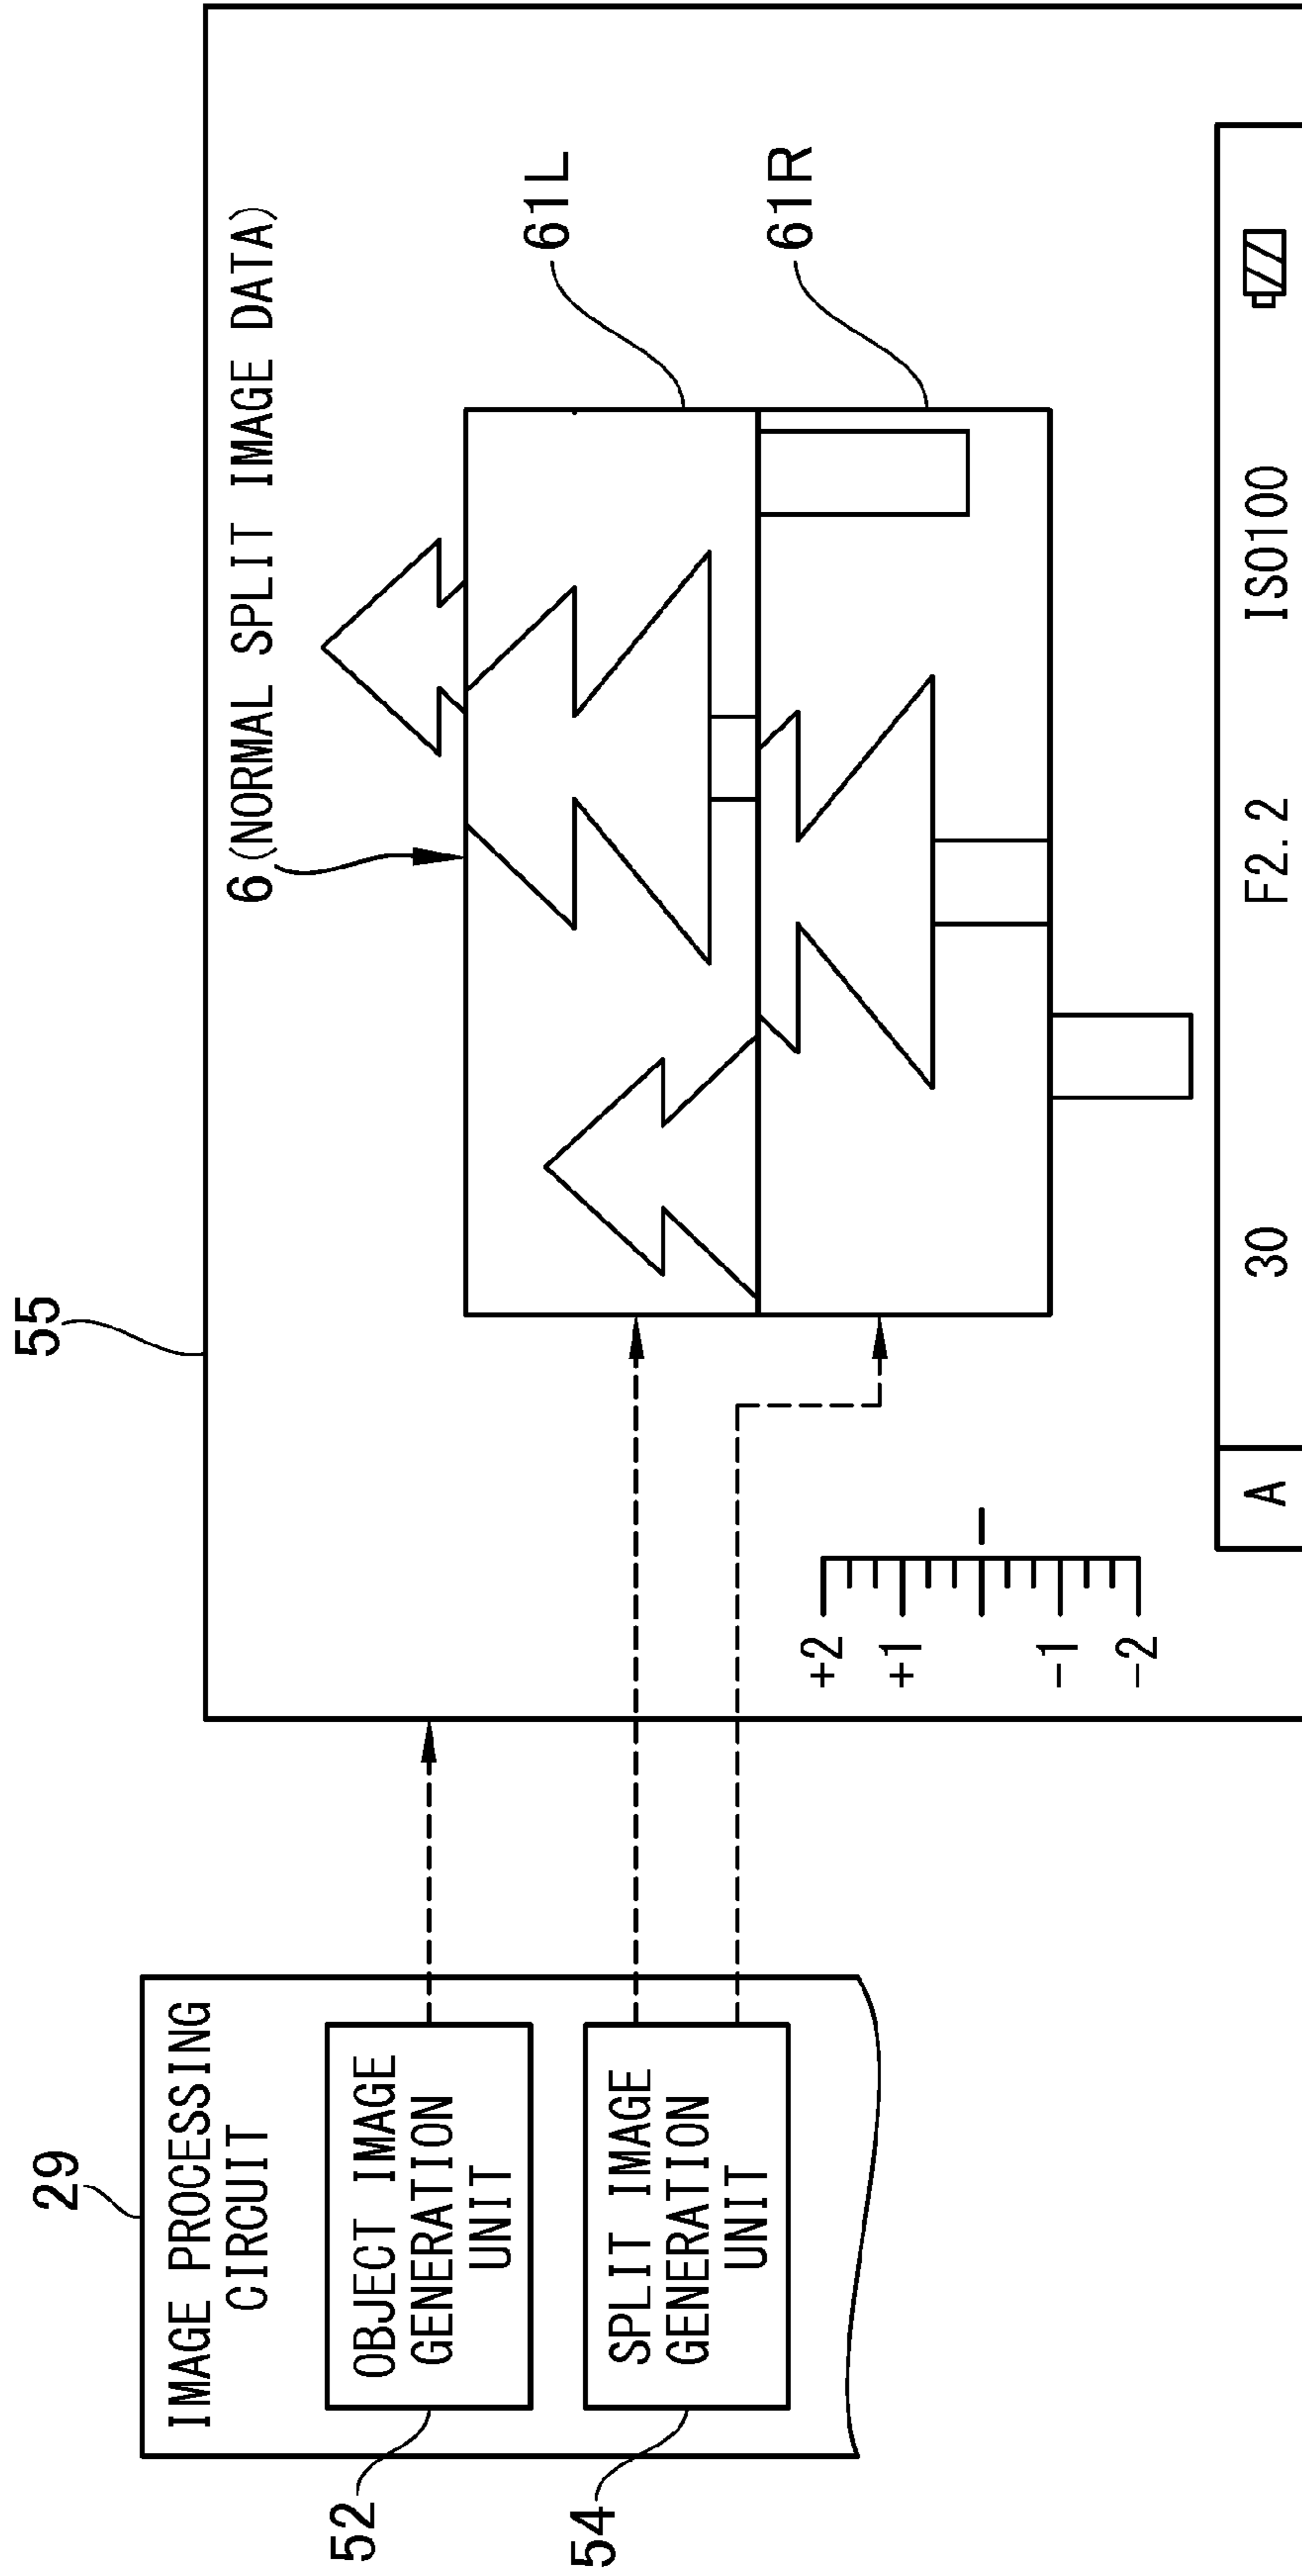 29
IMAGE PROCESSING
CIRCUIT
52
OBJECT IMAGE
GENERATION
UNIT
54
SPLIT IMAGE
GENERATION
UNIT
55
6(NORMAL SPLIT IMAGE DATA)
61L
61R
+2
+1
-1
-2
A 30 F2.2 ISO100